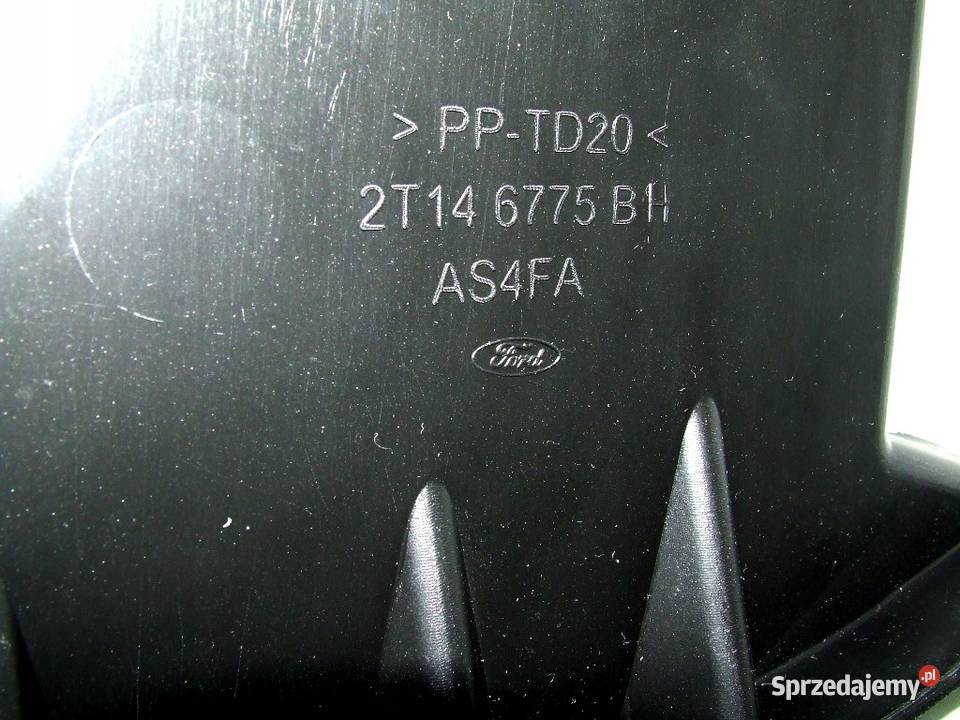 > PP-TD20 <
2T14 6775 BH
AS4FA
Ford
Sprzedajemy.pl